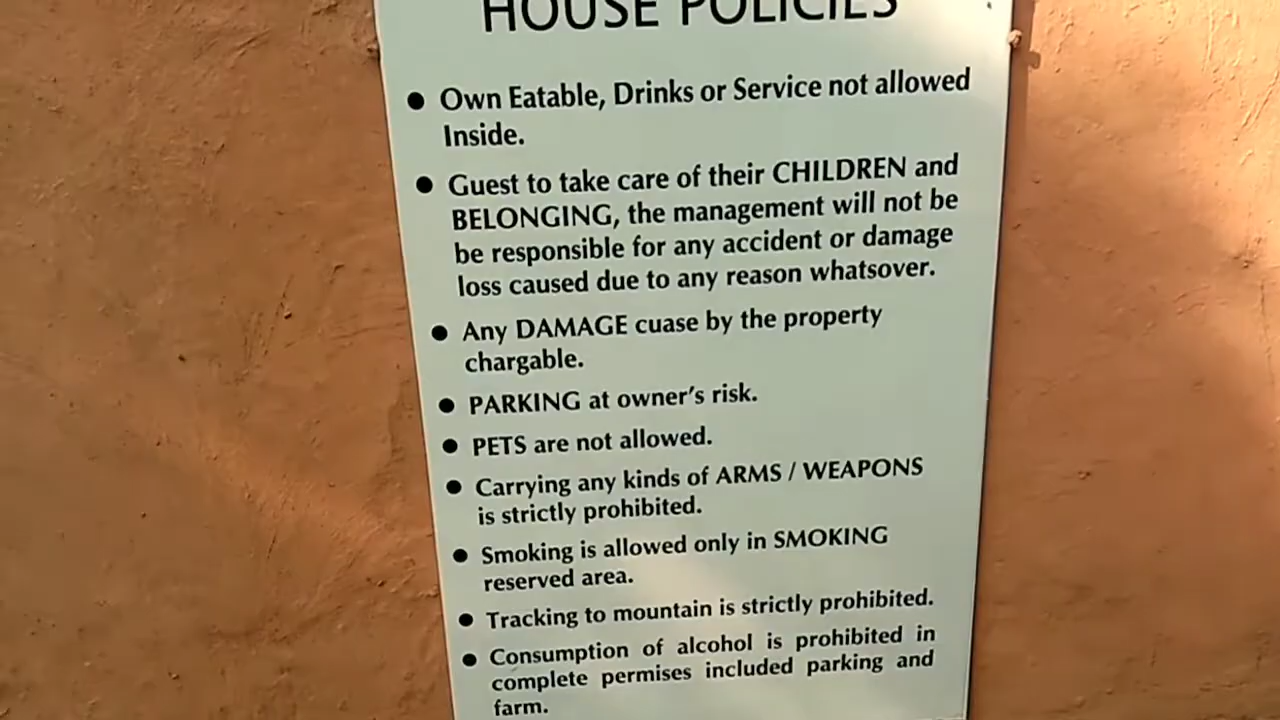 HOUSE POLICIES
● Own Eatable, Drinks or Service not allowed
Inside.
● Guest to take care of their CHILDREN and
BELONGING, the management will not be
be responsible for any accident or damage
loss caused due to any reason whatsover.
● Any DAMAGE cuase by the property
chargable.
● PARKING at owner's risk.
● PETS are not allowed.
● Carrying any kinds of ARMS / WEAPONS
is strictly prohibited.
● Smoking is allowed only in SMOKING
reserved area.
● Tracking to mountain is strictly prohibited.
● Consumption of alcohol is prohibited in
complete permises included parking and
farm.